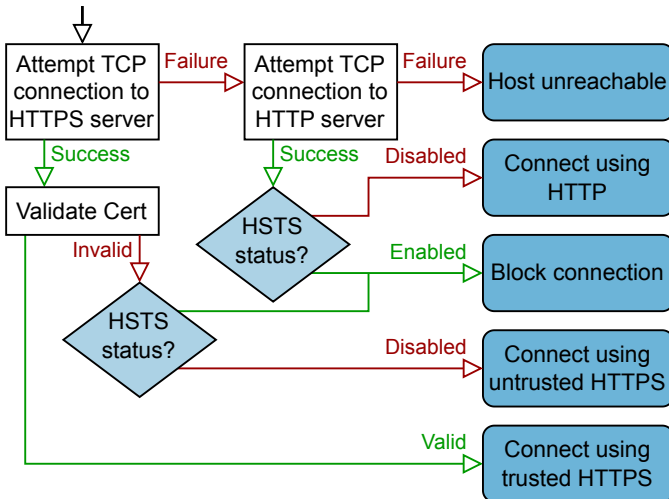 Attempt TCP
connection to
HTTPS server
Failure
Attempt TCP
connection to
HTTP server
Failure
Host unreachable
Success
Success
Disabled
Connect using
HTTP
Validate Cert
HSTS
status?
Invalid
Enabled
Block connection
HSTS
status?
Disabled
Connect using
untrusted HTTPS
Valid
Connect using
trusted HTTPS